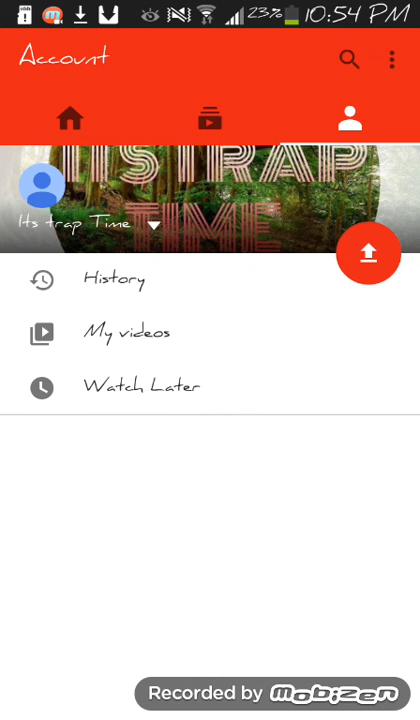 23% 10:54 PM
Account
ITS TRAP
TIME
Its trap Time
History
My videos
Watch Later
Recorded by mobizen